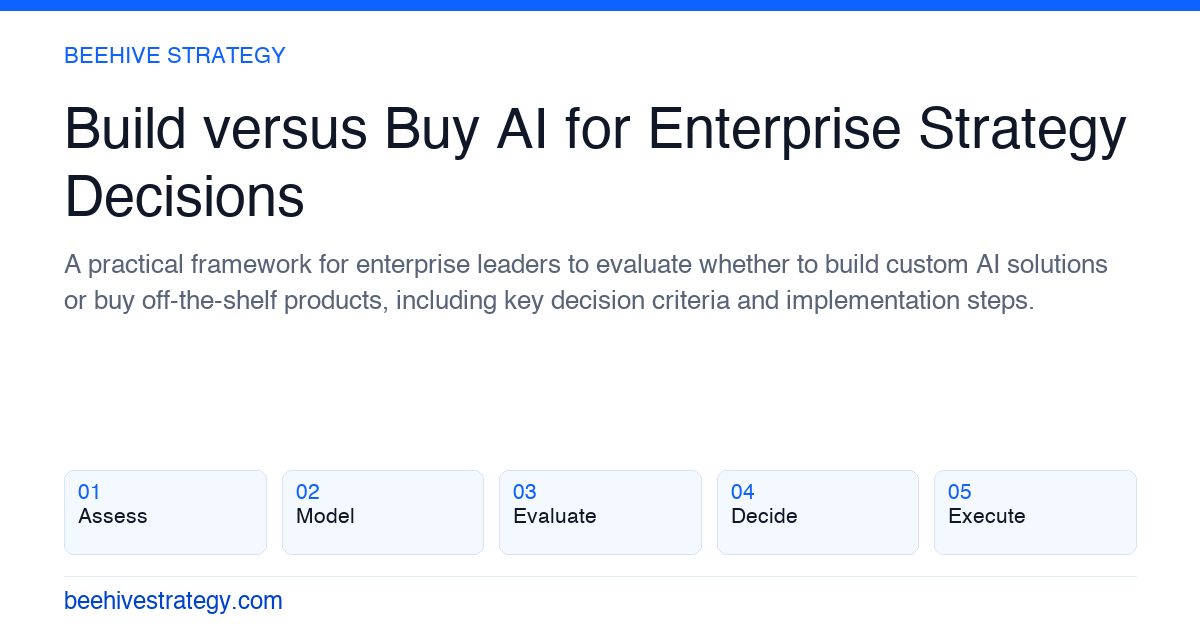 BEEHIVE STRATEGY
Build versus Buy AI for Enterprise Strategy
Decisions
A practical framework for enterprise leaders to evaluate whether to build custom AI solutions
or buy off-the-shelf products, including key decision criteria and implementation steps.
01
Assess
02
Model
03
Evaluate
04
Decide
05
Execute
beehivestrategy.com